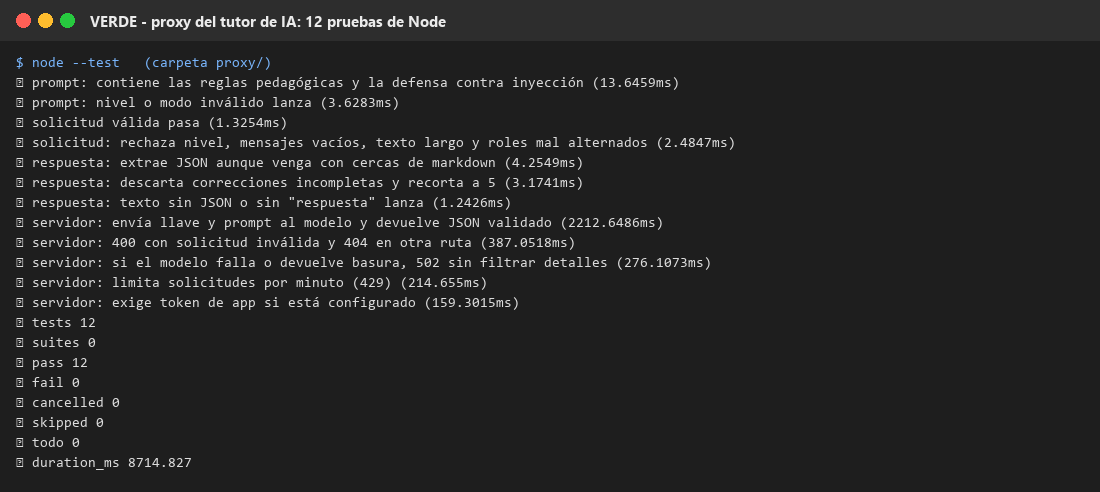 VERDE - proxy del tutor de IA: 12 pruebas de Node
$ node --test   (carpeta proxy/)
prompt: contiene las reglas pedagógicas y la defensa contra inyección (13.6459ms)
prompt: nivel o modo inválido lanza (3.6283ms)
solicitud válida pasa (1.3254ms)
solicitud: rechaza nivel, mensajes vacíos, texto largo y roles mal alternados (2.4847ms)
respuesta: extrae JSON aunque venga con cercas de markdown (4.2549ms)
respuesta: descarta correcciones incompletas y recorta a 5 (3.1741ms)
respuesta: texto sin JSON o sin "respuesta" lanza (1.2426ms)
servidor: envía llave y prompt al modelo y devuelve JSON validado (2212.6486ms)
servidor: 400 con solicitud inválida y 404 en otra ruta (387.0518ms)
servidor: si el modelo falla o devuelve basura, 502 sin filtrar detalles (276.1073ms)
servidor: limita solicitudes por minuto (429) (214.655ms)
servidor: exige token de app si está configurado (159.3015ms)
tests 12
suites 0
pass 12
fail 0
cancelled 0
skipped 0
todo 0
duration_ms 8714.827